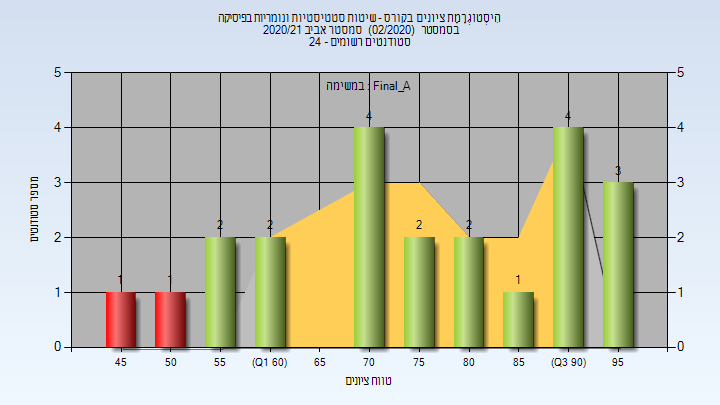 הִיסְטוֹגְרַמַת ציונים בקורס - שיטות סטטיסטיות ונומריות בפיסיקה
בסמסטר (02/2020) סמסטר אביב 2020/21
סטודנטים רשומים - 24
במשימה : Final_A
5 5
4 4
3 3
2 2
1 1
0 0
1 1 2 2 4 2 2 1 4 3
45 50 55 (Q1 60) 65 70 75 80 85 (Q3 90) 95
טווח ציונים
מספר סטודנטים